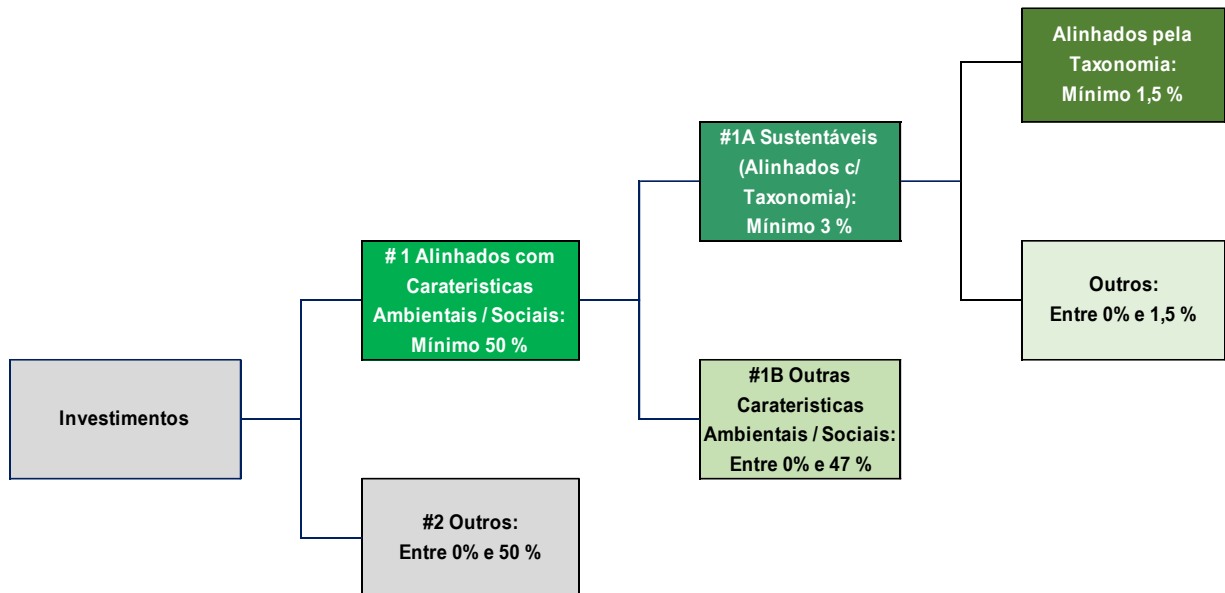 Investimentos
# 1 Alinhados com
Carateristicas
Ambientais / Sociais:
Mínimo 50 %
#2 Outros:
Entre 0% e 50 %
#1A Sustentáveis
(Alinhados c/
Taxonomia):
Mínimo 3 %
#1B Outras
Carateristicas
Ambientais / Sociais:
Entre 0% e 47 %
Alinhados pela
Taxonomia:
Mínimo 1,5 %
Outros:
Entre 0% e 1,5 %